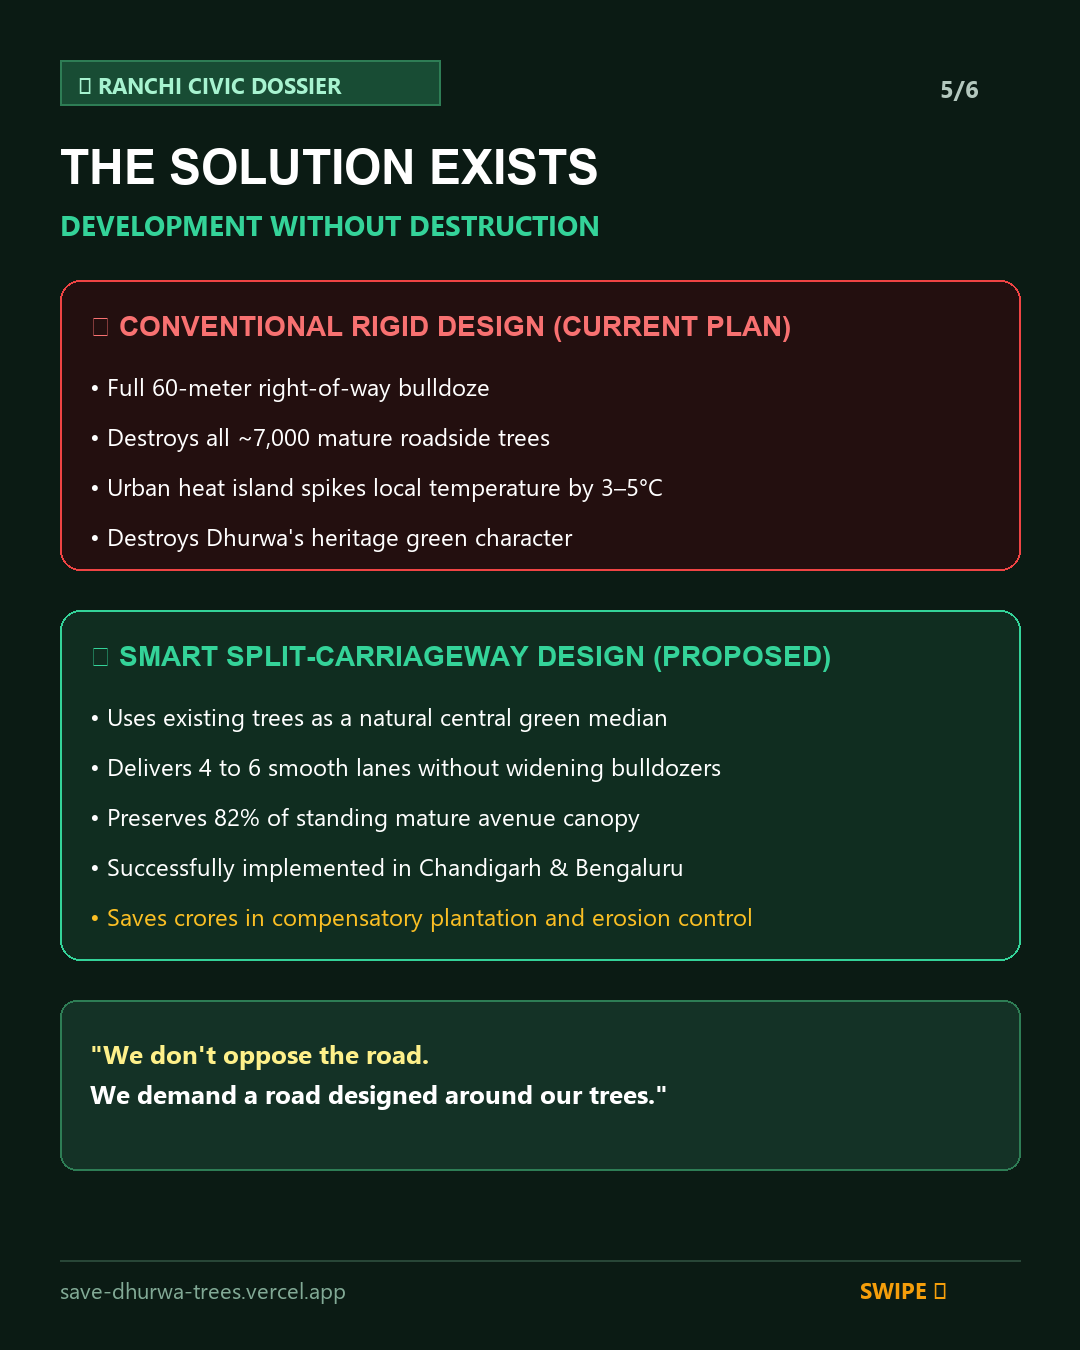 RANCHI CIVIC DOSSIER
5/6
THE SOLUTION EXISTS
DEVELOPMENT WITHOUT DESTRUCTION
CONVENTIONAL RIGID DESIGN (CURRENT PLAN)
• Full 60-meter right-of-way bulldoze
• Destroys all ~7,000 mature roadside trees
• Urban heat island spikes local temperature by 3–5°C
• Destroys Dhurwa's heritage green character
SMART SPLIT-CARRIAGEWAY DESIGN (PROPOSED)
• Uses existing trees as a natural central green median
• Delivers 4 to 6 smooth lanes without widening bulldozers
• Preserves 82% of standing mature avenue canopy
• Successfully implemented in Chandigarh & Bengaluru
• Saves crores in compensatory plantation and erosion control
"We don't oppose the road.
We demand a road designed around our trees."
save-dhurwa-trees.vercel.app
SWIPE